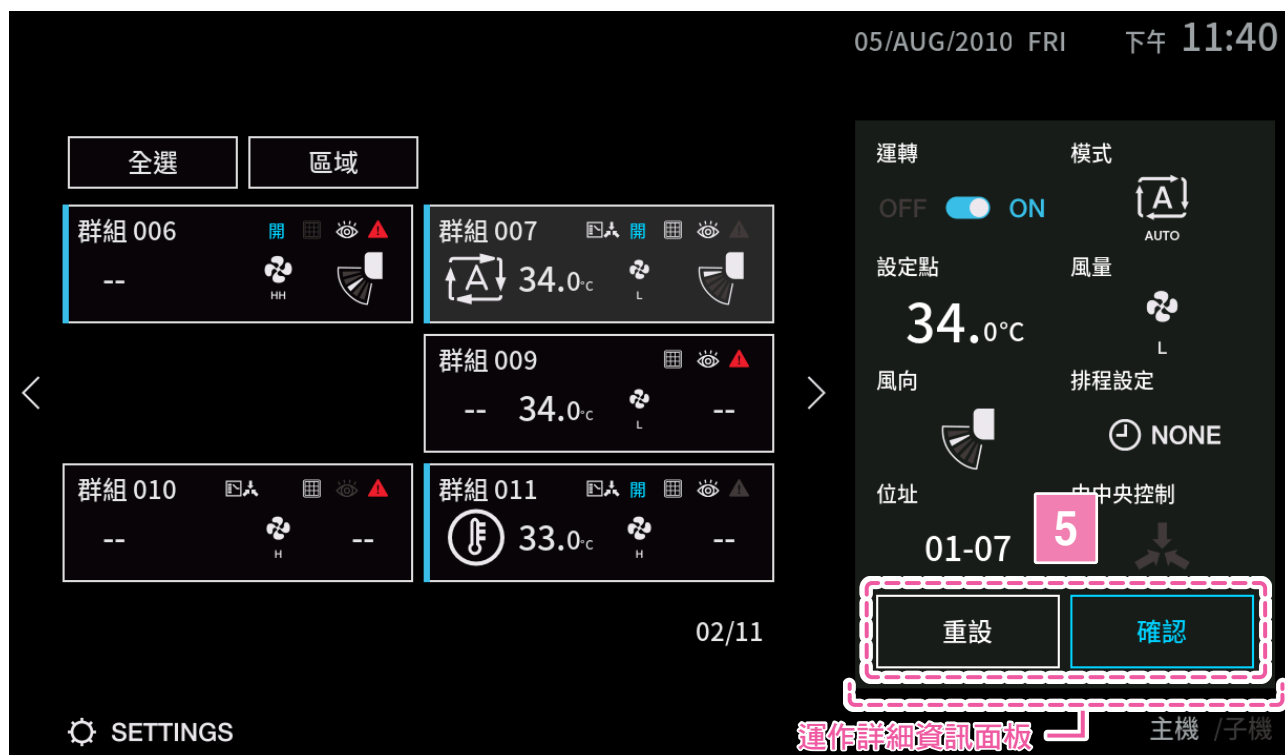 05/AUG/2010 FRI 下午 11:40
全選 區域
群組 006 開
-- HH
群組 007 開
A 34.0°C L
群組 009
-- 34.0°C L --
群組 010
-- H --
群組 011 開
33.0°C H --
02/11
運轉 模式
OFF ON A
AUTO
設定點 風量
34.0°C
L
風向 排程設定
NONE
位址 中央控制
01-07
5
重設 確認
運作詳細資訊面板
SETTINGS
主機 /子機